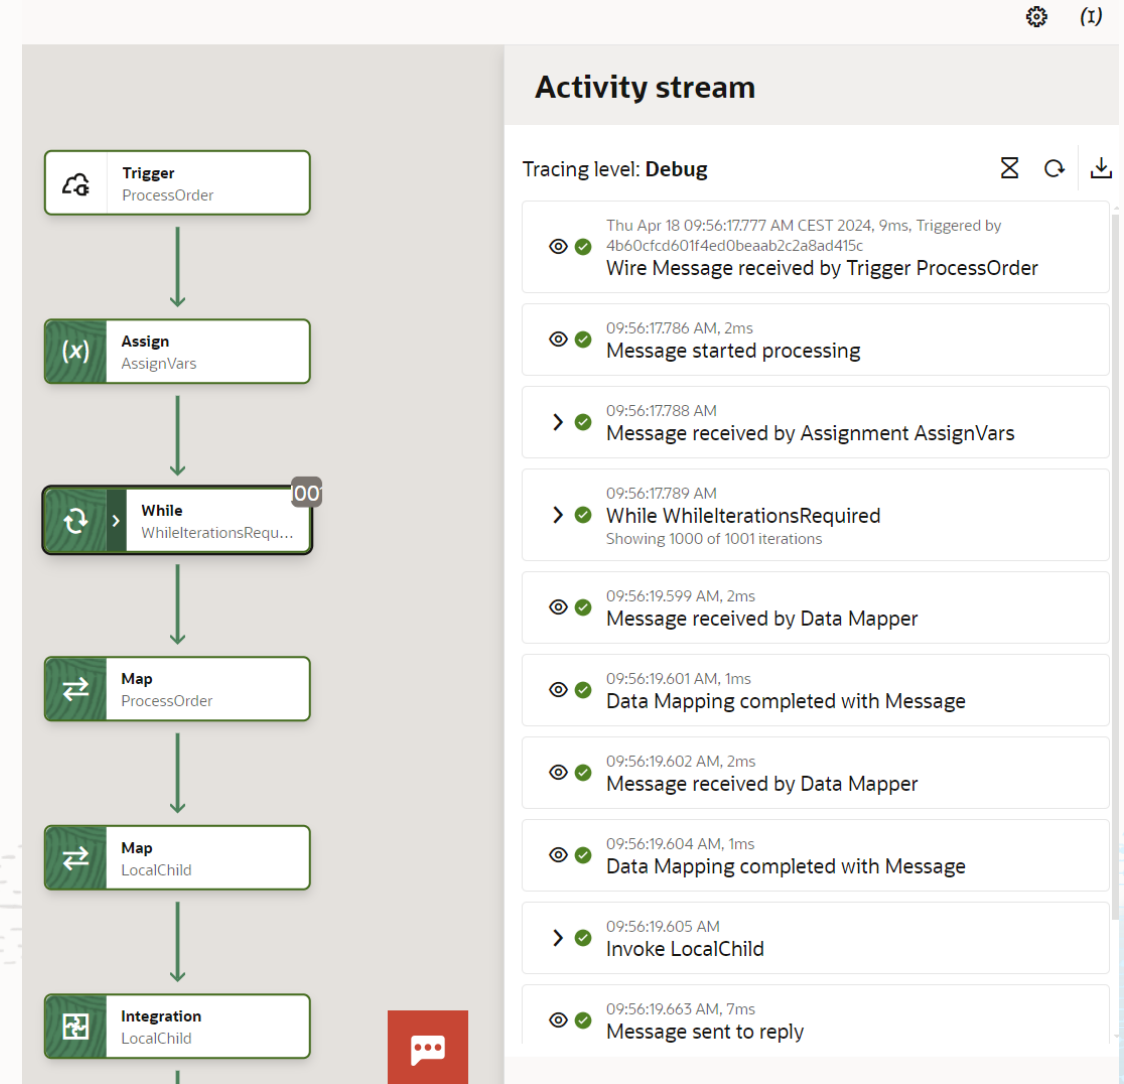 (I)
Activity stream
Trigger
ProcessOrder
Assign
AssignVars
While
WhileIterationsRequ...
Map
ProcessOrder
Map
LocalChild
Integration
LocalChild
Tracing level: Debug
Thu Apr 18 09:56:17.777 AM CEST 2024, 9ms, Triggered by
4b60cfcd601f4ed0beaab2c2a8ad415c
Wire Message received by Trigger ProcessOrder
09:56:17.786 AM, 2ms
Message started processing
09:56:17.788 AM
Message received by Assignment AssignVars
09:56:17.789 AM
While WhileIterationsRequired
Showing 1000 of 1001 iterations
09:56:19.599 AM, 2ms
Message received by Data Mapper
09:56:19.601 AM, 1ms
Data Mapping completed with Message
09:56:19.602 AM, 2ms
Message received by Data Mapper
09:56:19.604 AM, 1ms
Data Mapping completed with Message
09:56:19.605 AM
Invoke LocalChild
09:56:19.663 AM, 7ms
Message sent to reply
(x)